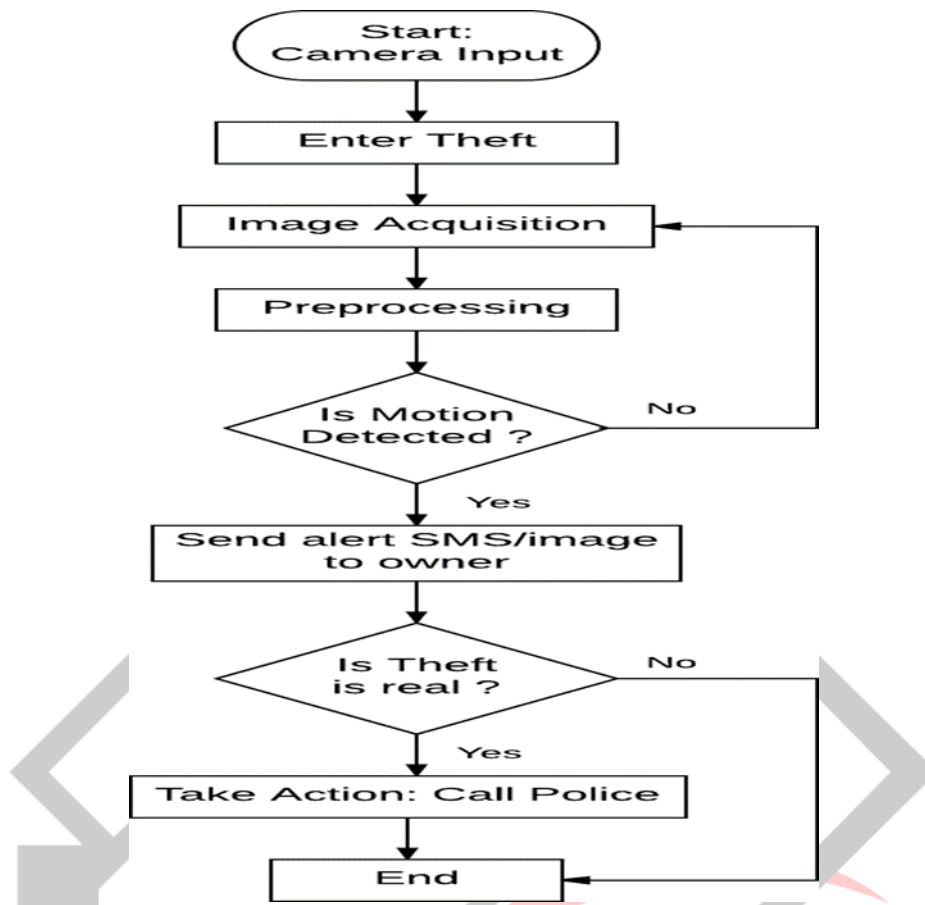 Start:
Camera Input
Enter Theft
Image Acquisition
Preprocessing
Is Motion
Detected ?
No
Yes
Send alert SMS/image
to owner
Is Theft
is real ?
No
Yes
Take Action: Call Police
End